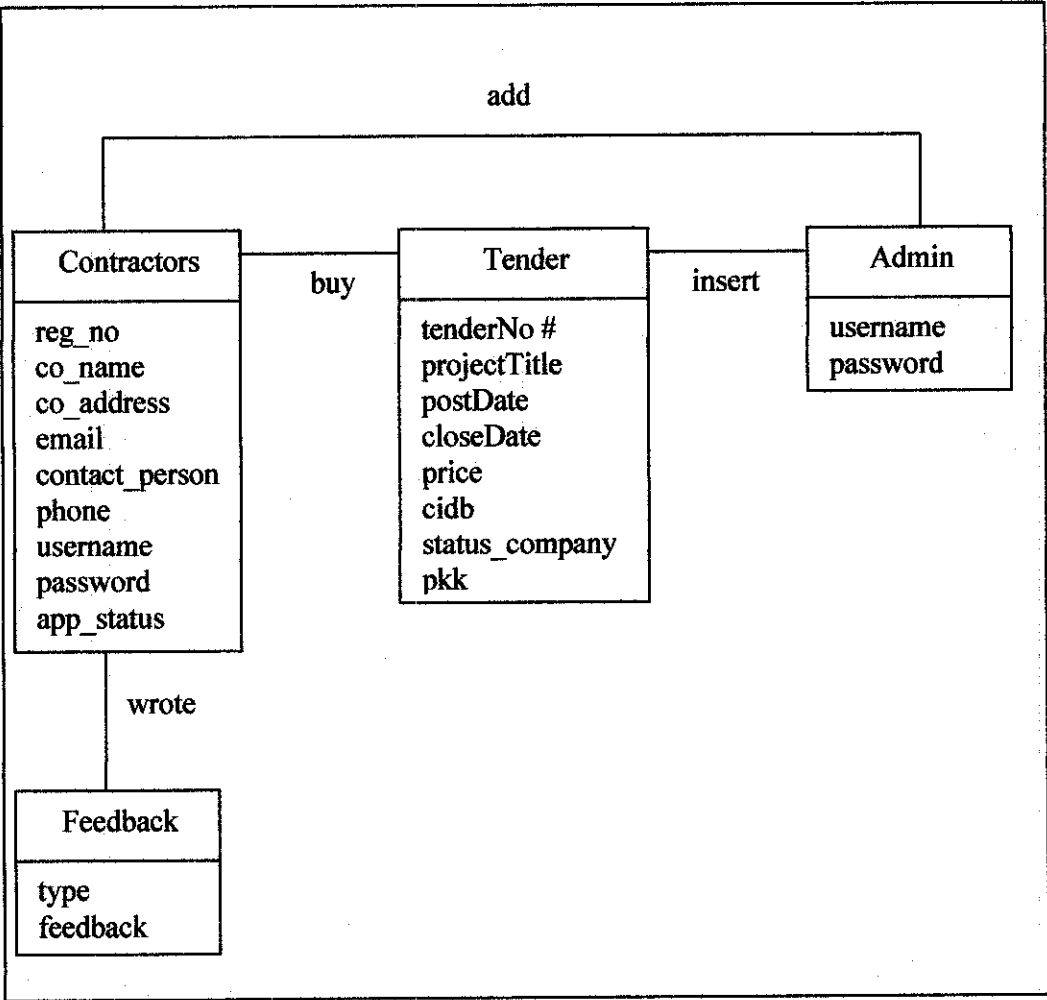 add
Contractors
buy
Tender
insert
Admin
reg_no
co_name
co_address
email
contact_person
phone
username
password
app_status
tenderNo #
projectTitle
postDate
closeDate
price
cidb
status_company
pkk
username
password
wrote
Feedback
type
feedback